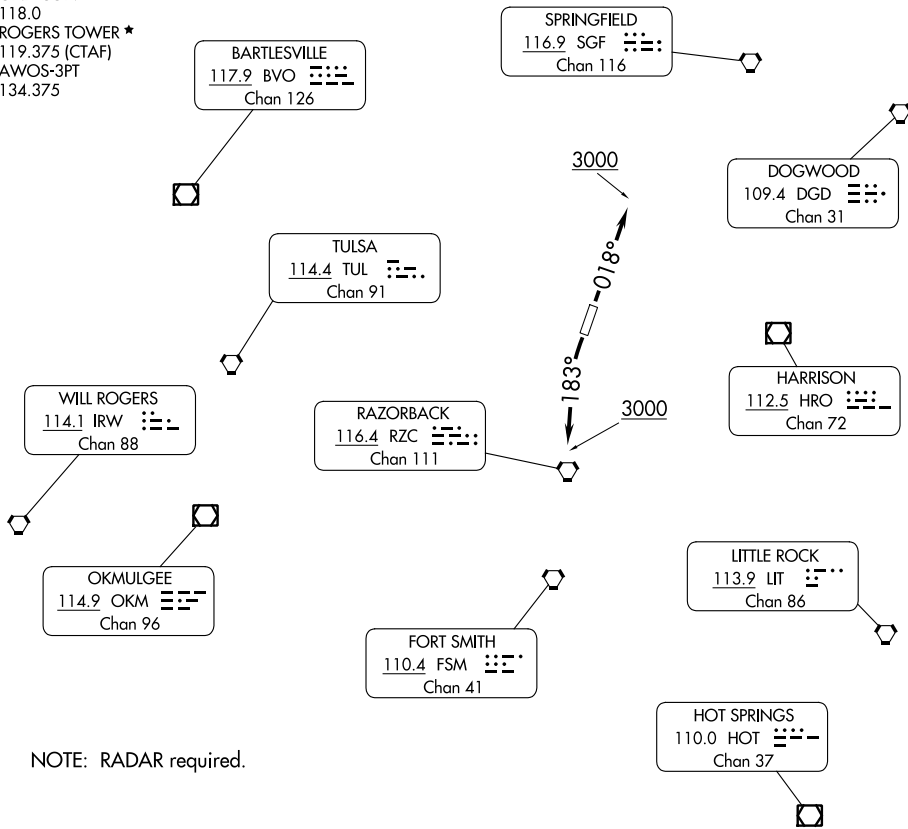 118.0
ROGERS TOWER ★
119.375 (CTAF)
AWOS-3PT
134.375
SPRINGFIELD
116.9 SGF
Chan 116
BARTLESVILLE
117.9 BVO
Chan 126
3000
DOGWOOD
109.4 DGD
Chan 31
TULSA
114.4 TUL
Chan 91
018°
183°
HARRISON
112.5 HRO
Chan 72
WILL ROGERS
114.1 IRW
Chan 88
RAZORBACK
116.4 RZC
Chan 111
3000
LITTLE ROCK
113.9 LIT
Chan 86
OKMULGEE
114.9 OKM
Chan 96
FORT SMITH
110.4 FSM
Chan 41
HOT SPRINGS
110.0 HOT
Chan 37
NOTE: RADAR required.